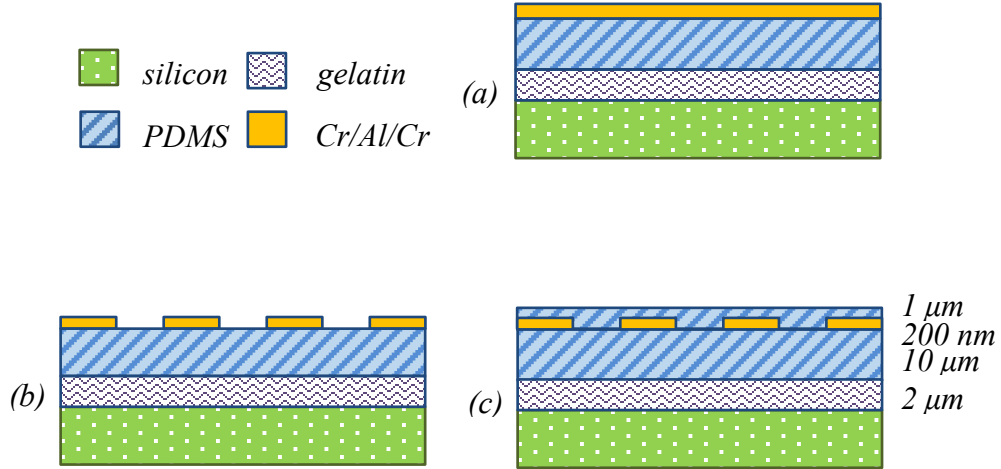 silicon
gelatin
PDMS
Cr/Al/Cr
(a)
(b)
(c)
1 μm
200 nm
10 μm
2 μm